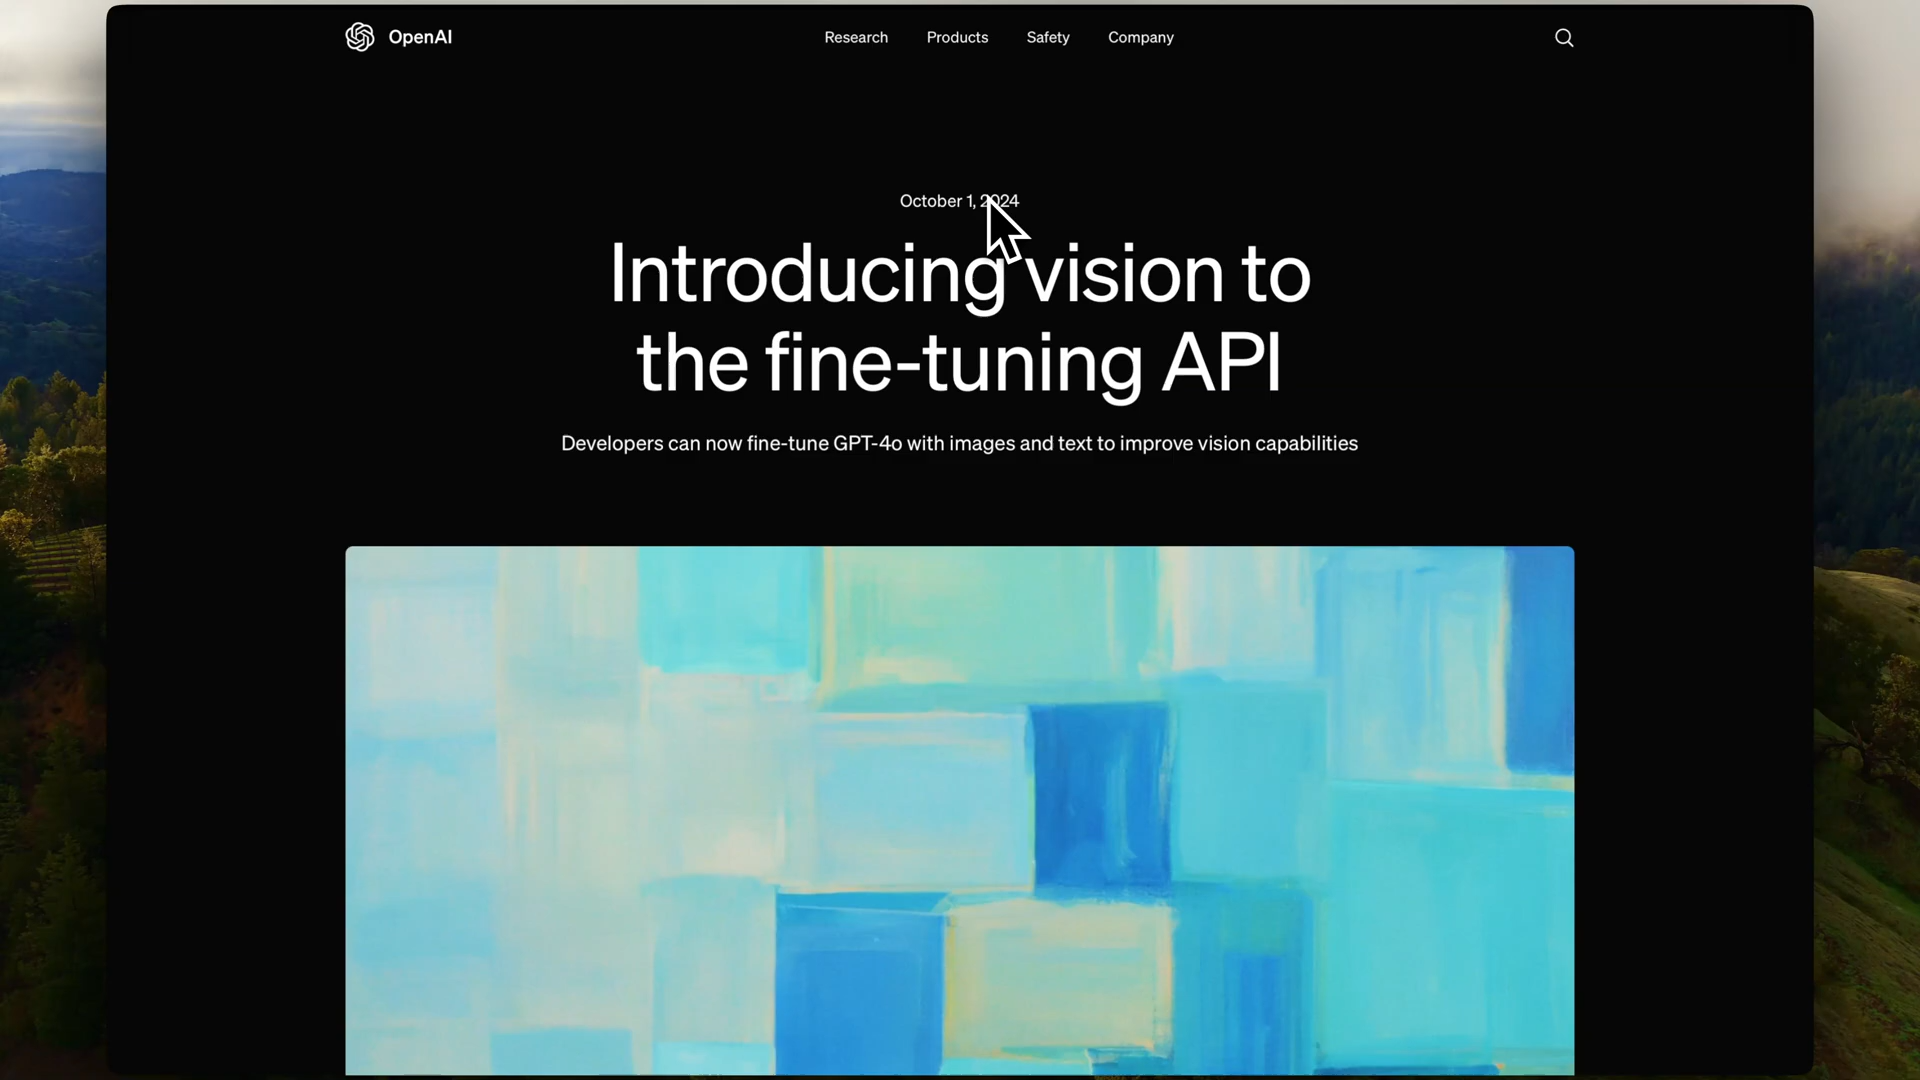 OpenAI
Research
Products
Safety
Company
October 1, 2024
Introducing vision to
the fine-tuning API
Developers can now fine-tune GPT-4o with images and text to improve vision capabilities